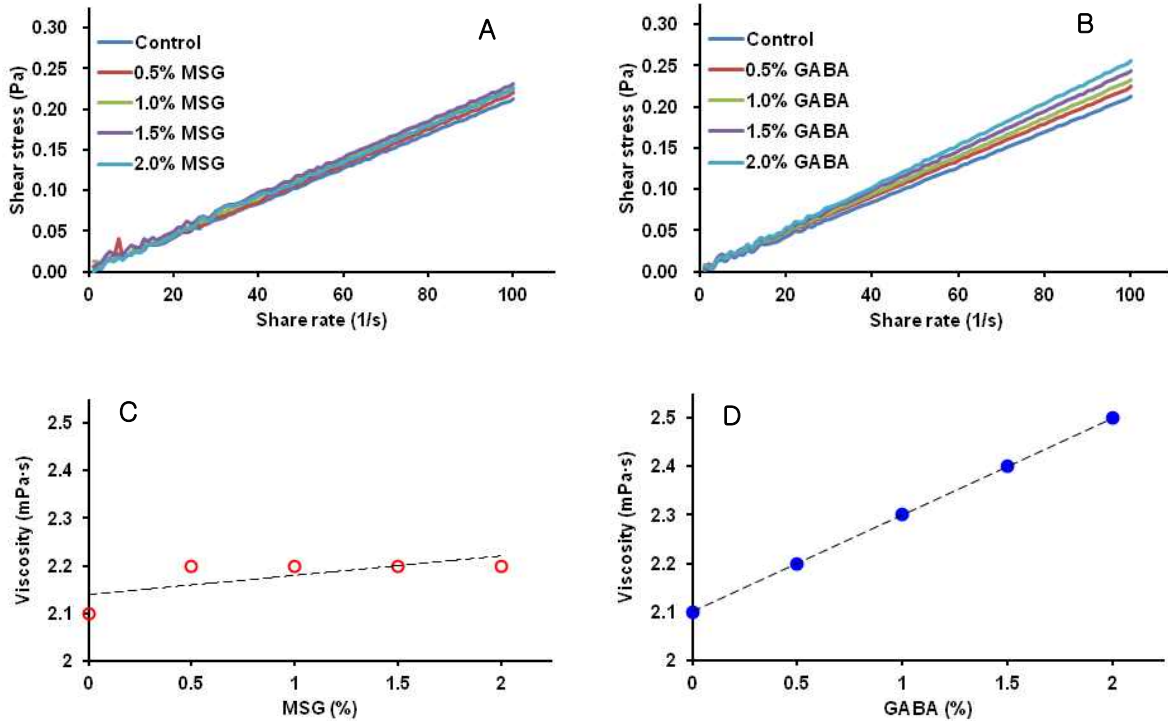 A
0.30
0.25
0.20
0.15
0.10
0.05
0.00
Shear stress (Pa)
Control
0.5% MSG
1.0% MSG
1.5% MSG
2.0% MSG
0 20 40 60 80 100
Share rate (1/s)
B
0.30
0.25
0.20
0.15
0.10
0.05
0.00
Shear stress (Pa)
Control
0.5% GABA
1.0% GABA
1.5% GABA
2.0% GABA
0 20 40 60 80 100
Share rate (1/s)
C
2.5
2.4
2.3
2.2
2.1
2
Viscosity (mPa·s)
0 0.5 1 1.5 2
MSG (%)
D
2.5
2.4
2.3
2.2
2.1
2
Viscosity (mPa·s)
0 0.5 1 1.5 2
GABA (%)